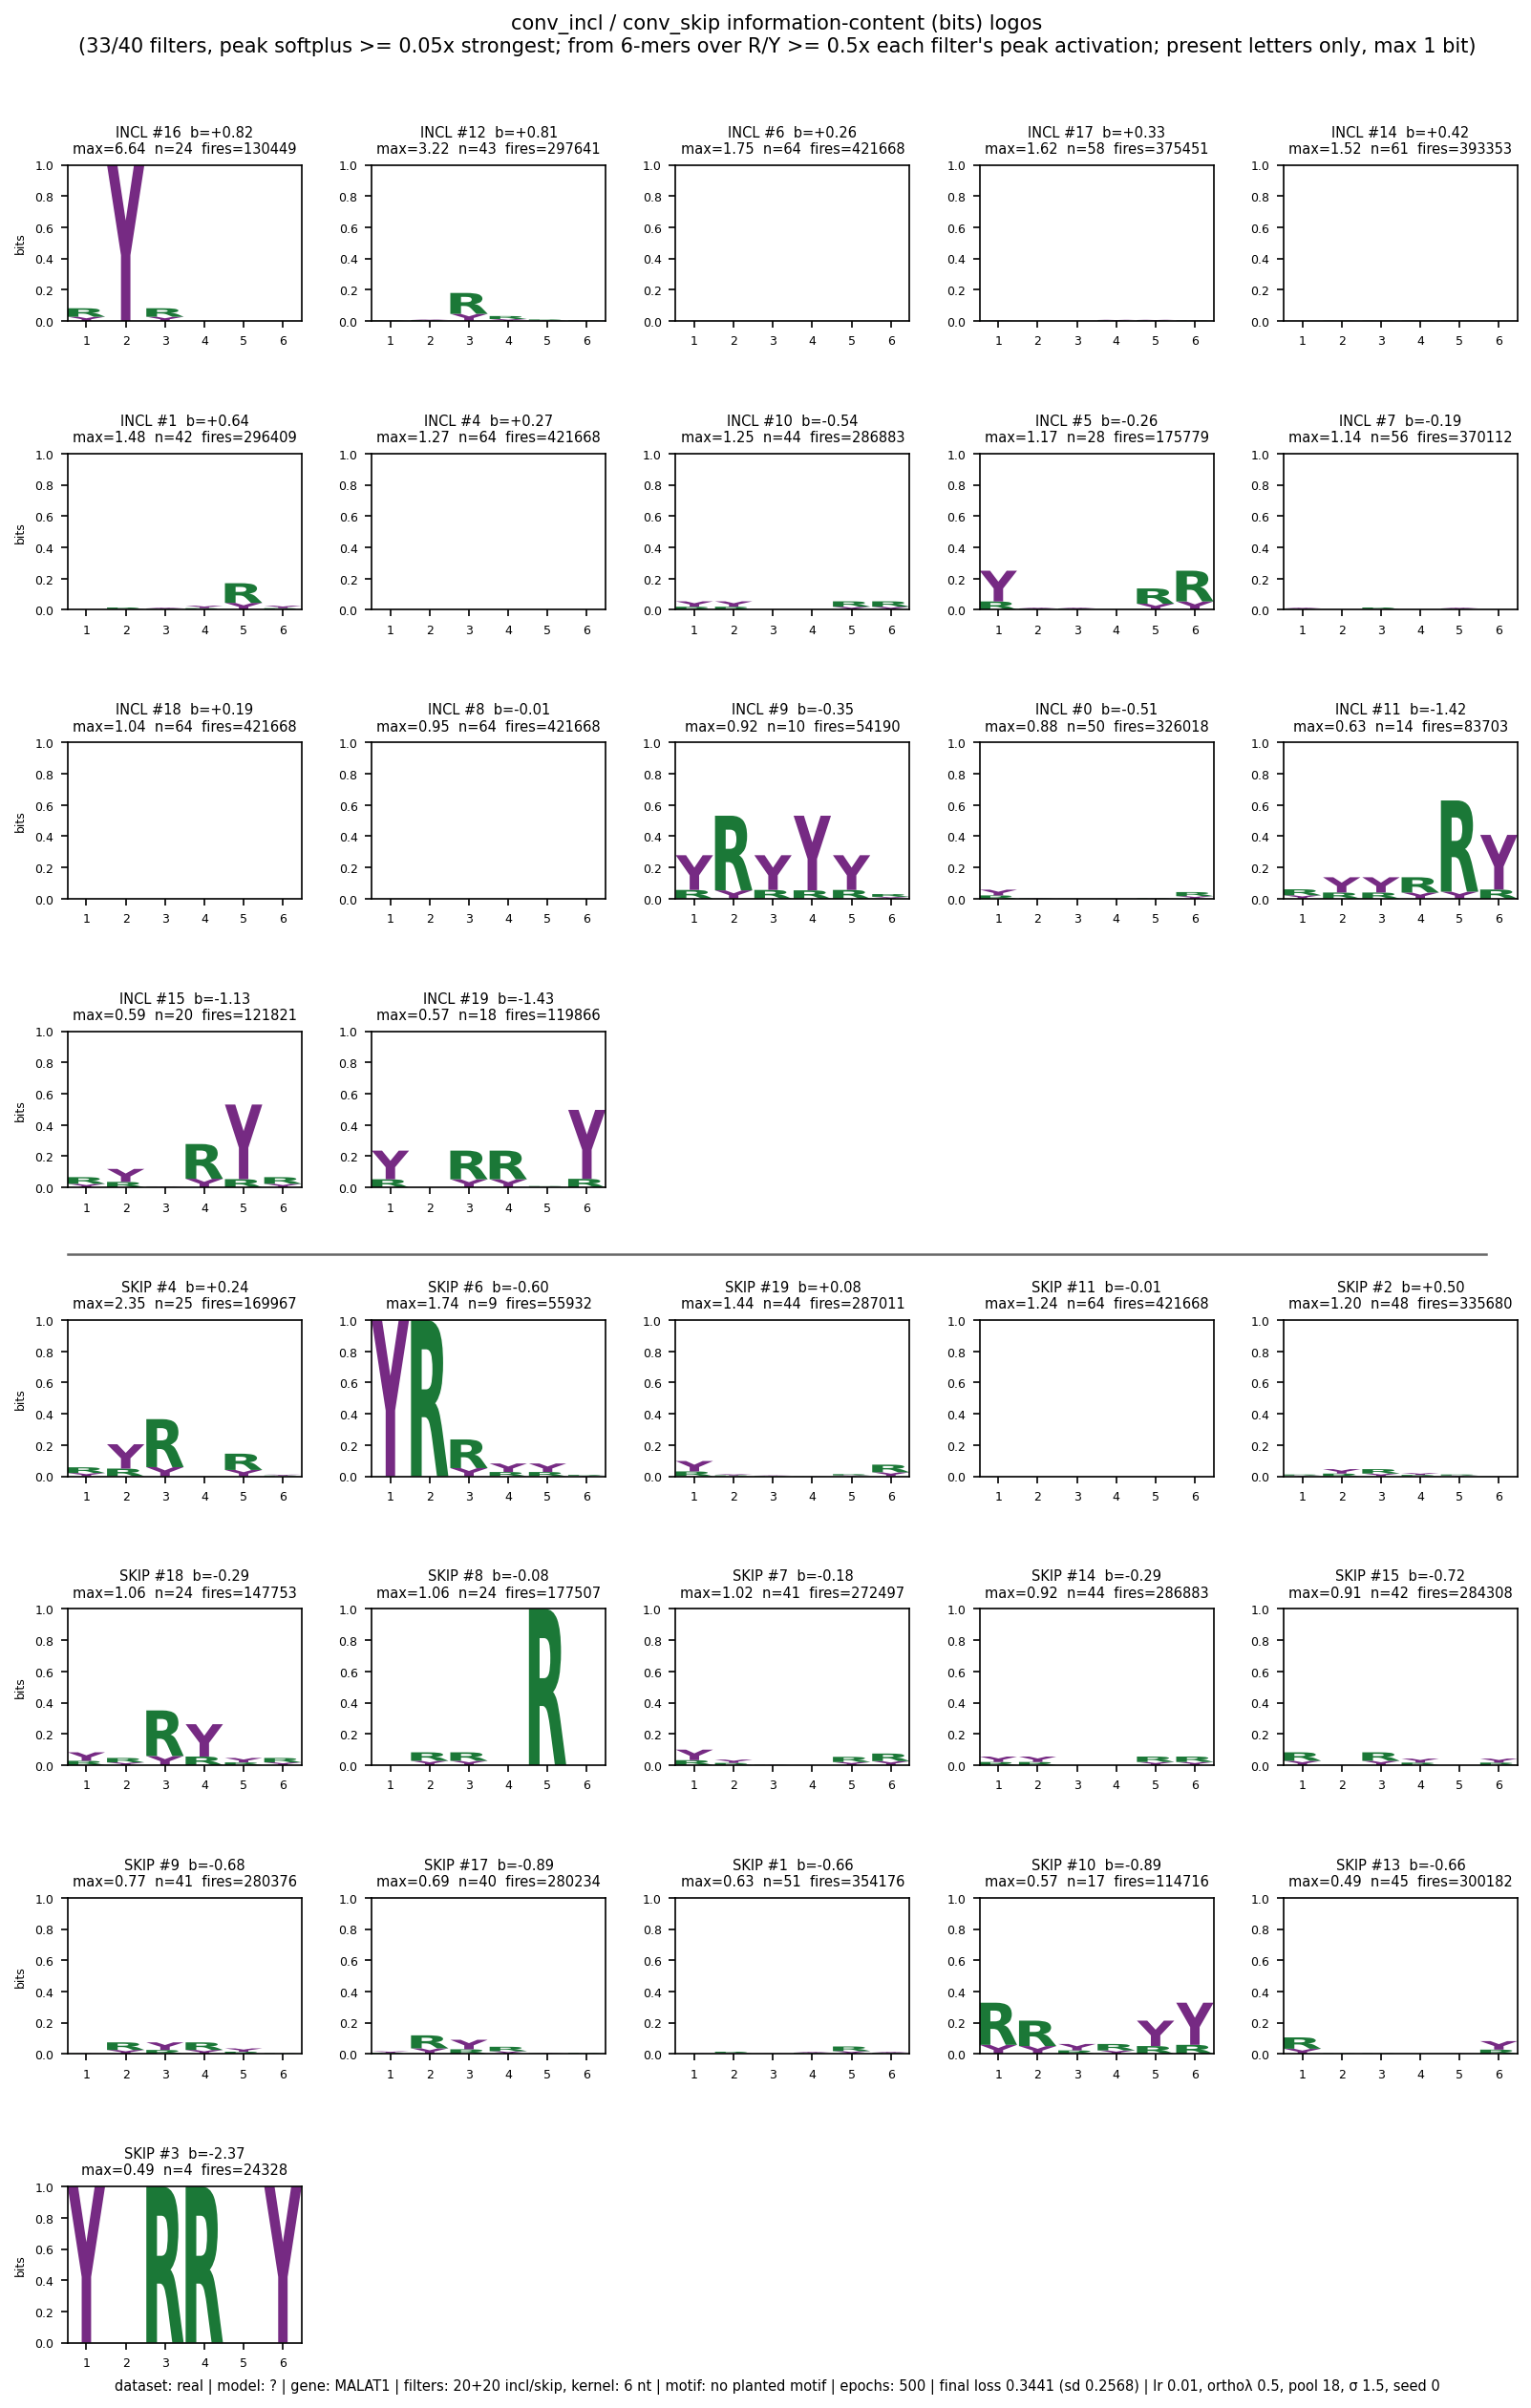 conv_incl / conv_skip information-content (bits) logos
(33/40 filters, peak softplus >= 0.05x strongest; from 6-mers over R/Y >= 0.5x each filter's peak activation; present letters only, max 1 bit)
INCL #16 b=+0.82
max=6.64 n=24 fires=130449
INCL #12 b=+0.81
max=3.22 n=43 fires=297641
INCL #6 b=+0.26
max=1.75 n=64 fires=421668
INCL #17 b=+0.33
max=1.62 n=58 fires=375451
INCL #14 b=+0.42
max=1.52 n=61 fires=393353
INCL #1 b=+0.64
max=1.48 n=42 fires=296409
INCL #4 b=+0.27
max=1.27 n=64 fires=421668
INCL #10 b=-0.54
max=1.25 n=44 fires=286883
INCL #5 b=-0.26
max=1.17 n=28 fires=175779
INCL #7 b=-0.19
max=1.14 n=56 fires=370112
INCL #18 b=+0.19
max=1.04 n=64 fires=421668
INCL #8 b=-0.01
max=0.95 n=64 fires=421668
INCL #9 b=-0.35
max=0.92 n=10 fires=54190
INCL #0 b=-0.51
max=0.88 n=50 fires=326018
INCL #11 b=-1.42
max=0.63 n=14 fires=83703
INCL #15 b=-1.13
max=0.59 n=20 fires=121821
INCL #19 b=-1.43
max=0.57 n=18 fires=119866
SKIP #4 b=+0.24
max=2.35 n=25 fires=169967
SKIP #6 b=-0.60
max=1.74 n=9 fires=55932
SKIP #19 b=+0.08
max=1.44 n=44 fires=287011
SKIP #11 b=-0.01
max=1.24 n=64 fires=421668
SKIP #2 b=+0.50
max=1.20 n=48 fires=335680
SKIP #18 b=-0.29
max=1.06 n=24 fires=147753
SKIP #8 b=-0.08
max=1.06 n=24 fires=177507
SKIP #7 b=-0.18
max=1.02 n=41 fires=272497
SKIP #14 b=-0.29
max=0.92 n=44 fires=286883
SKIP #15 b=-0.72
max=0.91 n=42 fires=284308
SKIP #9 b=-0.68
max=0.77 n=41 fires=280376
SKIP #17 b=-0.89
max=0.69 n=40 fires=280234
SKIP #1 b=-0.66
max=0.63 n=51 fires=354176
SKIP #10 b=-0.89
max=0.57 n=17 fires=114716
SKIP #13 b=-0.66
max=0.49 n=45 fires=300182
SKIP #3 b=-2.37
max=0.49 n=4 fires=24328
bits
1.0
0.8
0.6
0.4
0.2
0.0
1 2 3 4 5 6
dataset: real | model: ? | gene: MALAT1 | filters: 20+20 incl/skip, kernel: 6 nt | motif: no planted motif | epochs: 500 | final loss 0.3441 (sd 0.2568) | lr 0.01, orthoλ 0.5, pool 18, σ 1.5, seed 0